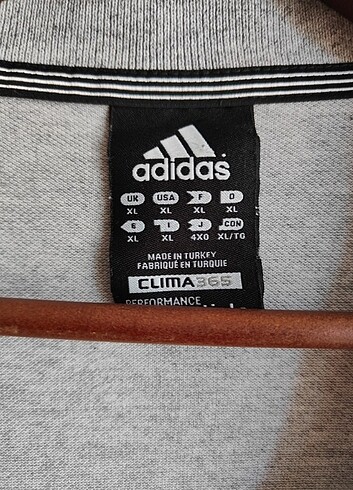 adidas
UK USA F D
XL XL XL XL
E I J CDN
XL XL 4XO XL/TG
MADE IN TURKEY
FABRIQUÉ EN TURQUIE
CLIMA365
PERFORMANCE